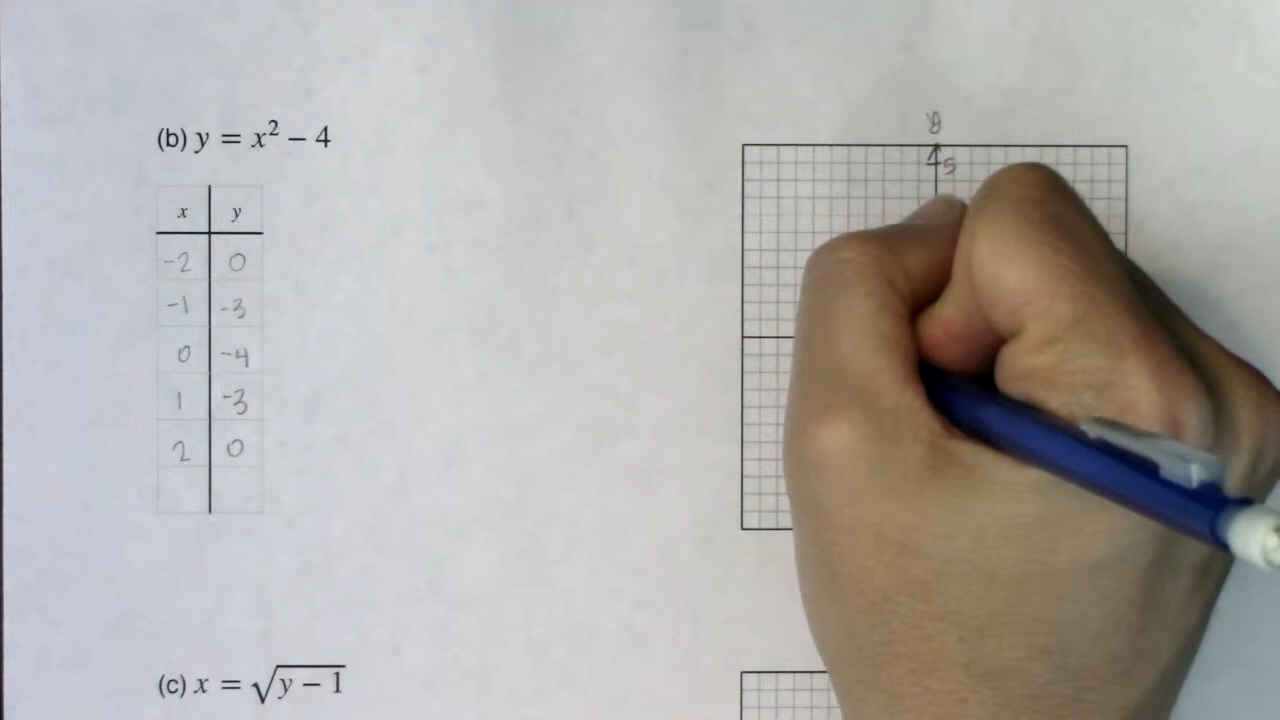 (b) y = x² – 4
x y
-2 0
-1 -3
0 -4
1 -3
2 0
y
5
(c) x = √(y – 1)